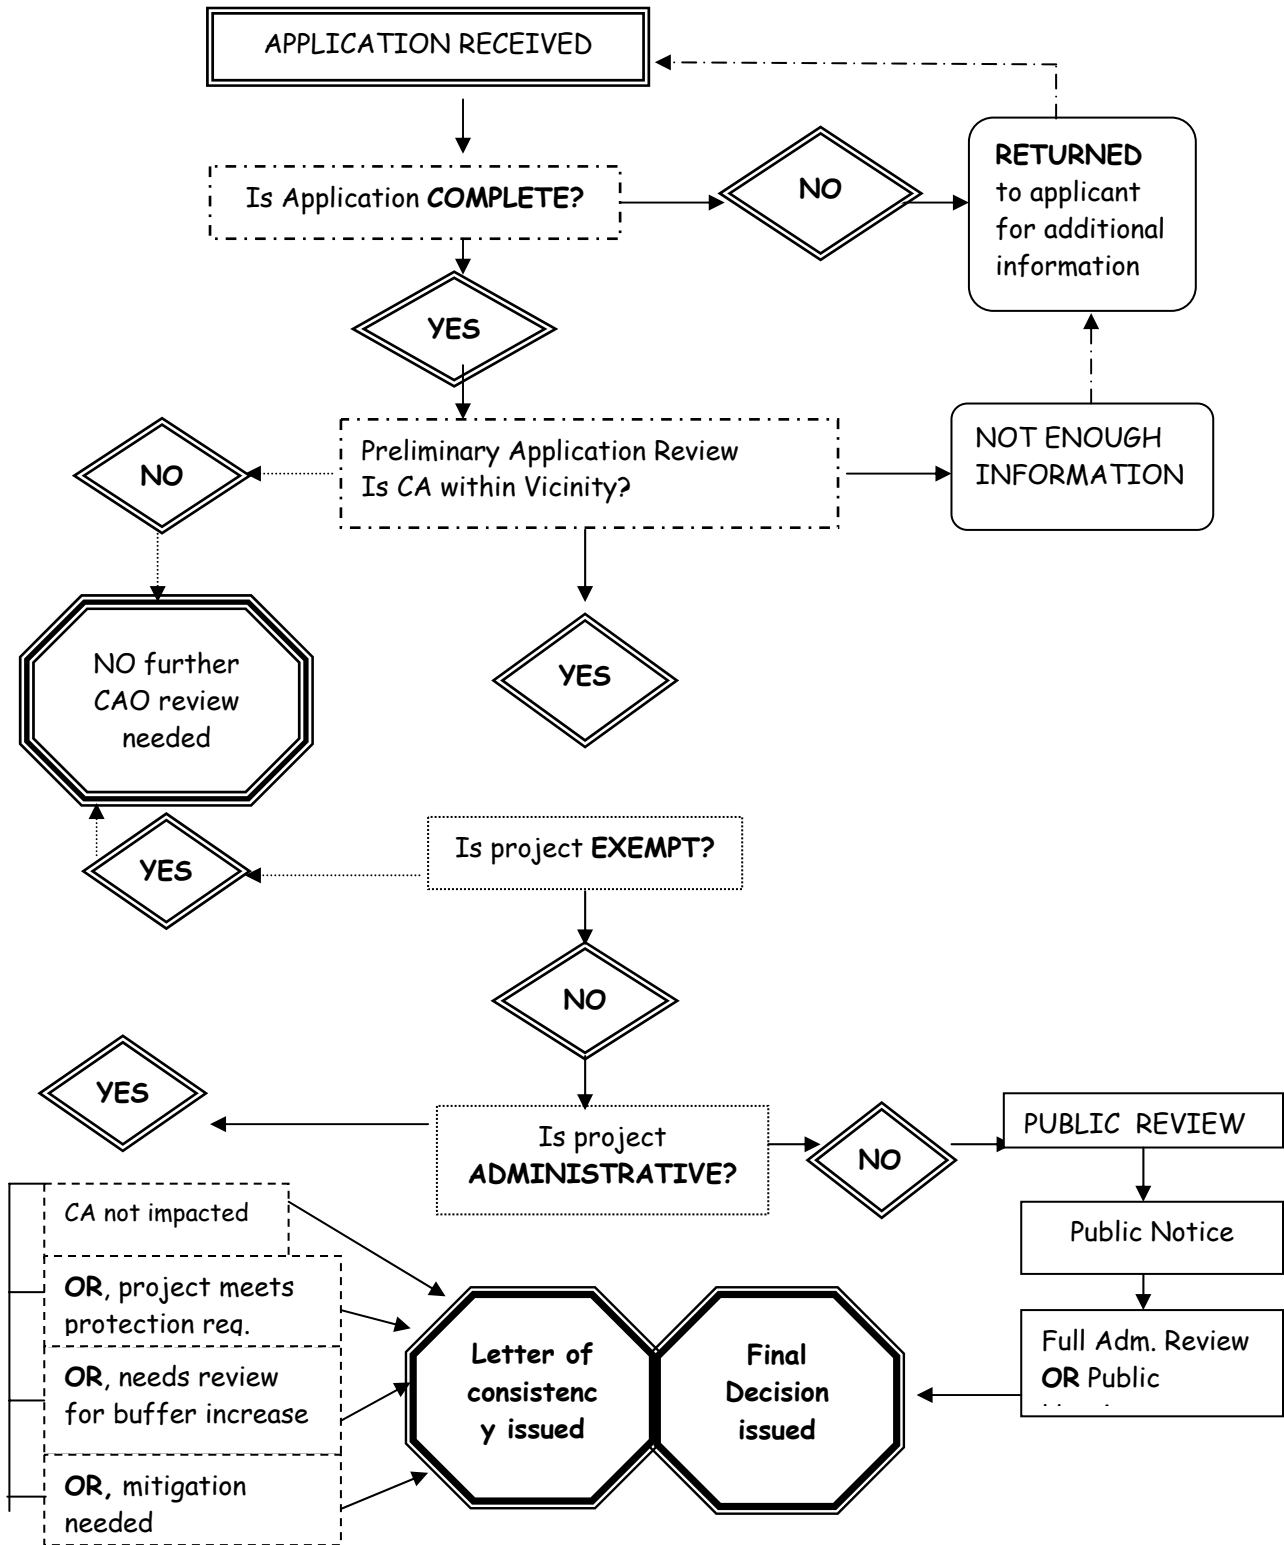 APPLICATION RECEIVED
Is Application COMPLETE?
NO
RETURNED
to applicant
for additional
information
YES
NO
Preliminary Application Review
Is CA within Vicinity?
NOT ENOUGH
INFORMATION
NO further
CAO review
needed
YES
YES
Is project EXEMPT?
NO
YES
Is project
ADMINISTRATIVE?
NO
PUBLIC REVIEW
Public Notice
Full Adm. Review
OR Public
CA not impacted
OR, project meets
protection req.
OR, needs review
for buffer increase
OR, mitigation
needed
Letter of
consistenc
y issued
Final
Decision
issued